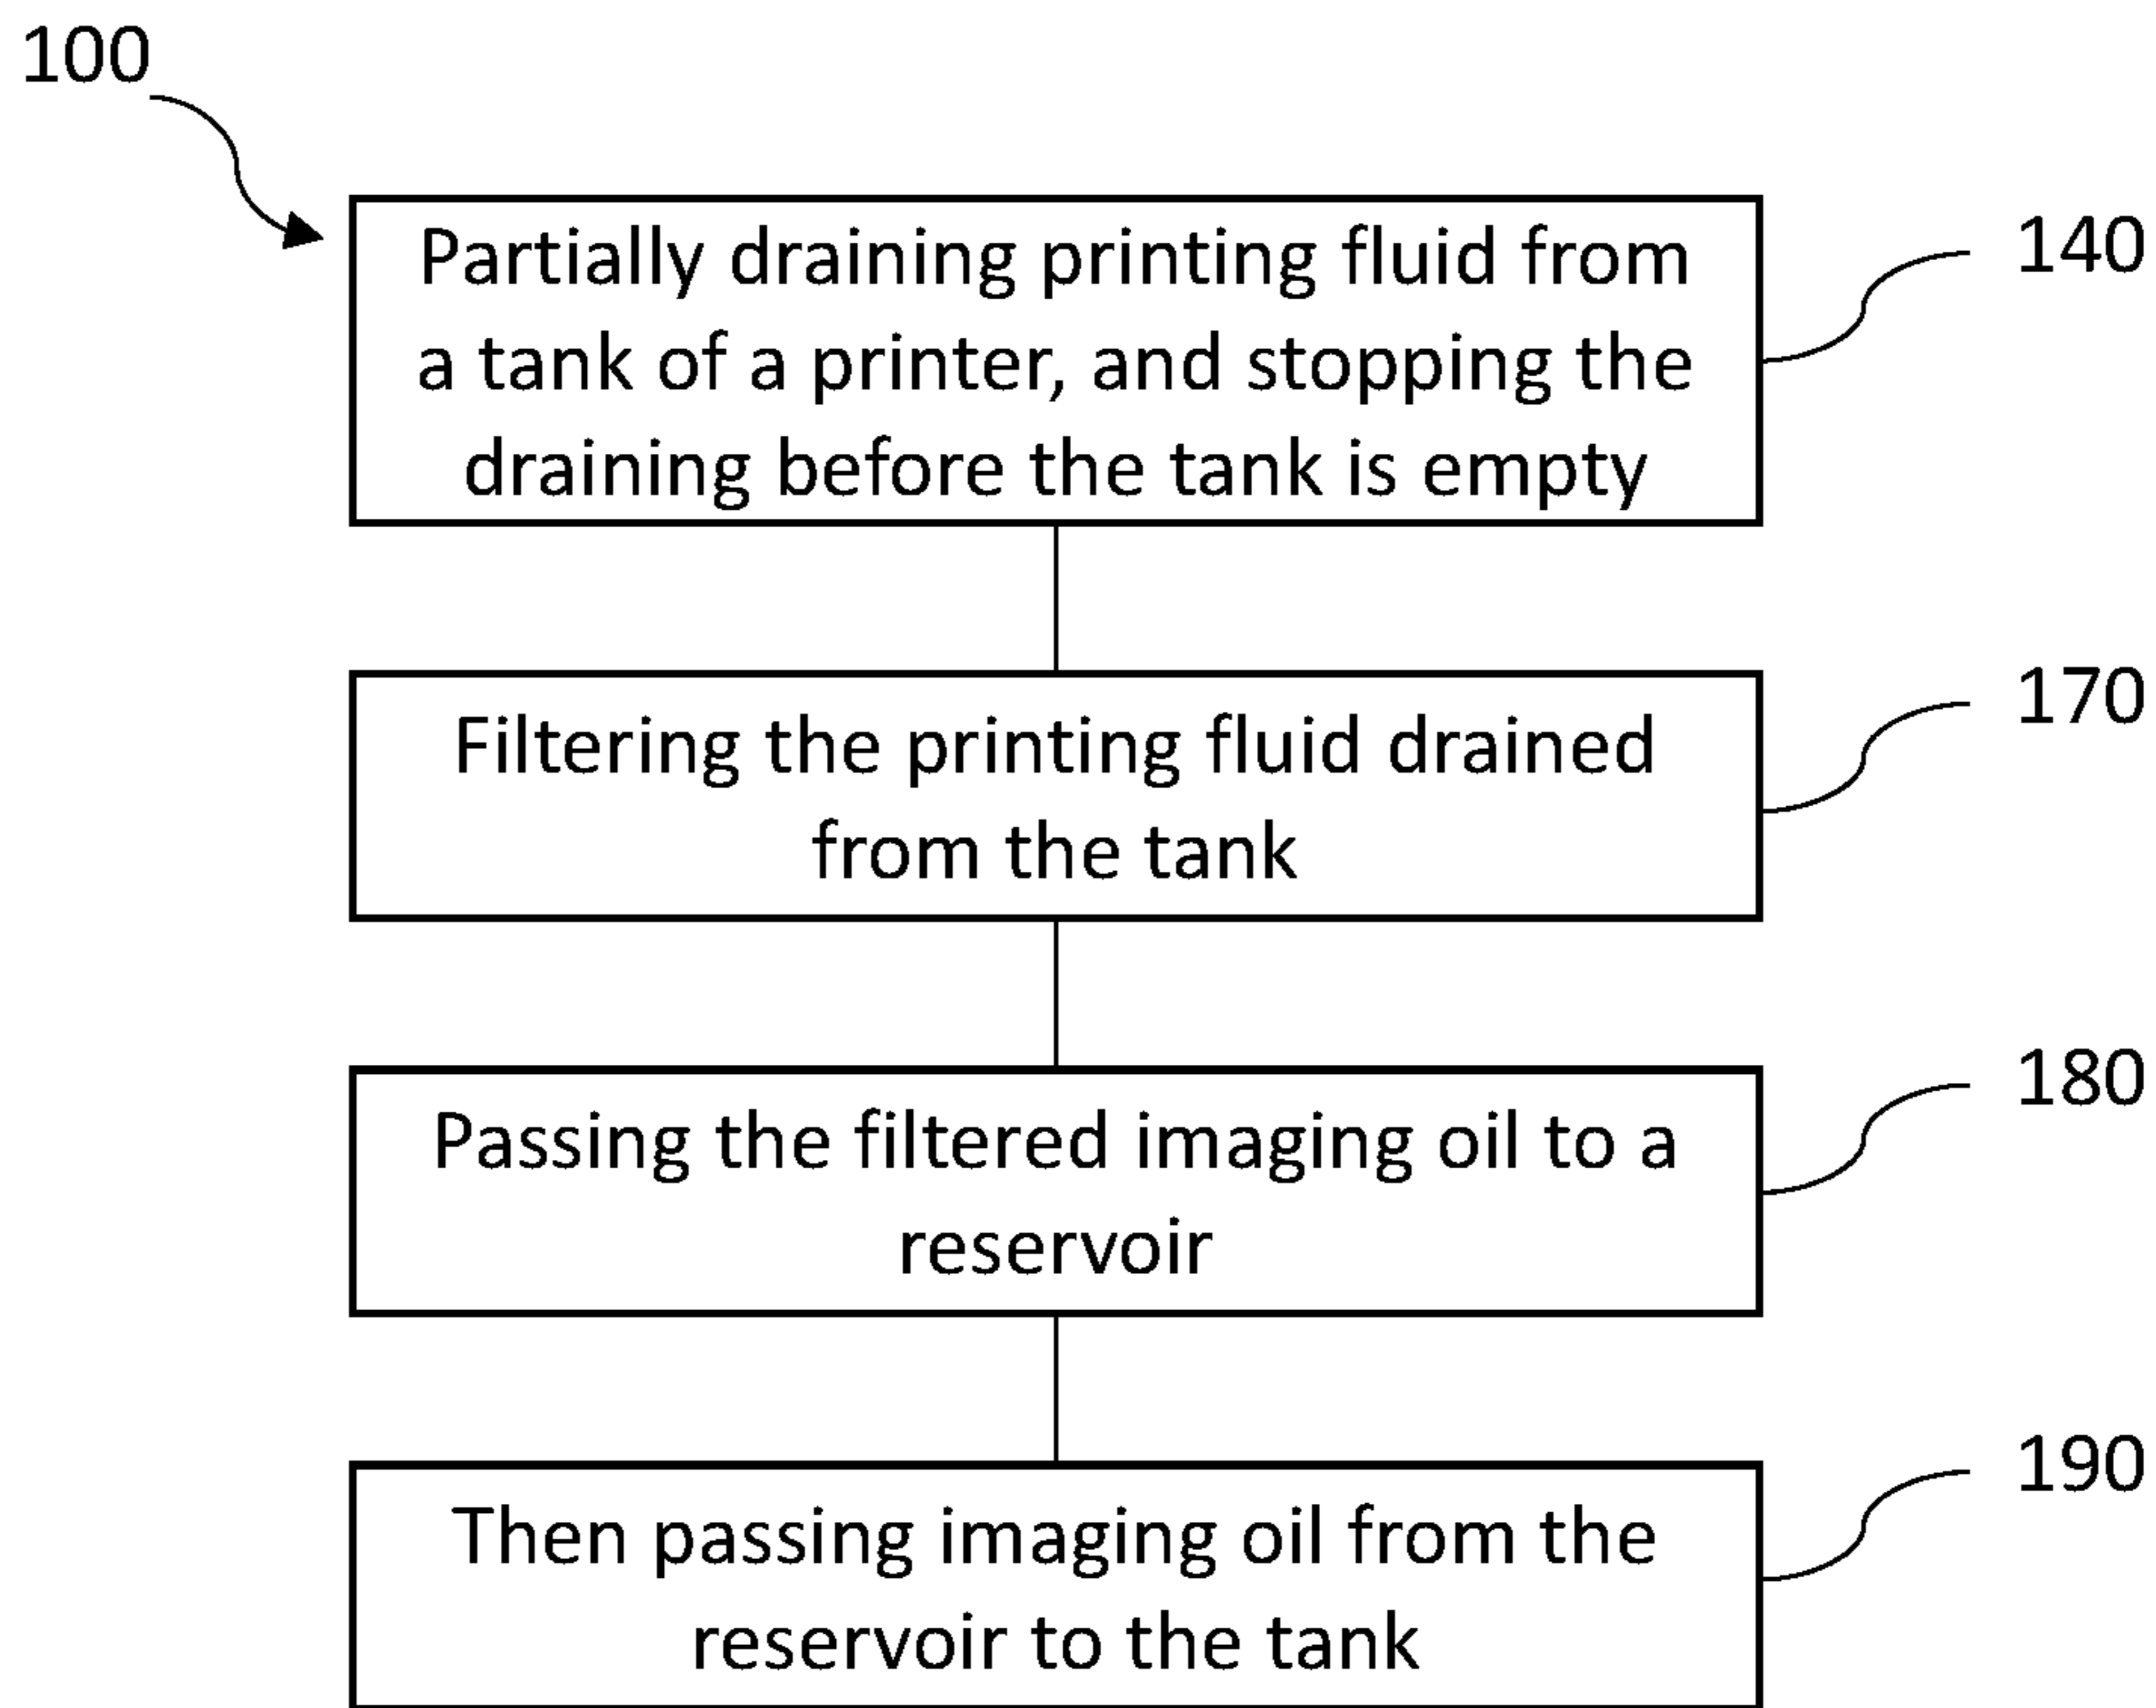 100
Partially draining printing fluid from
a tank of a printer, and stopping the
draining before the tank is empty
140
Filtering the printing fluid drained
from the tank
170
Passing the filtered imaging oil to a
reservoir
180
Then passing imaging oil from the
reservoir to the tank
190